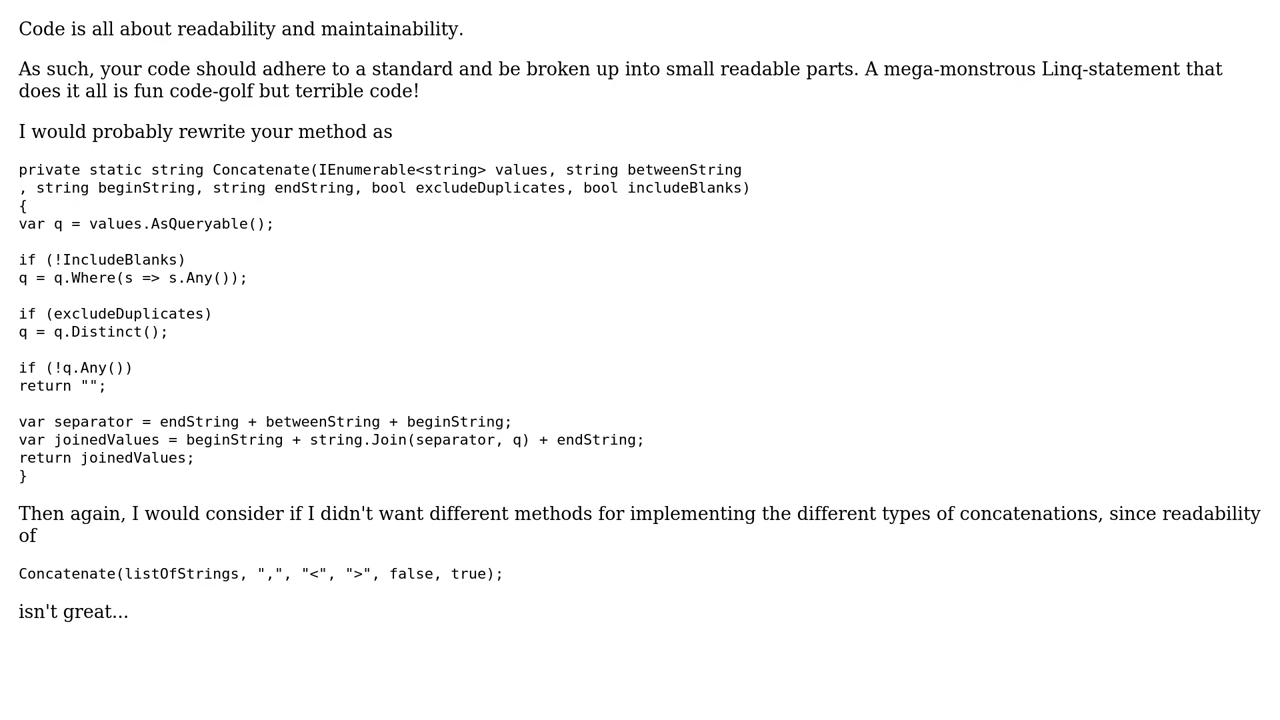 Code is all about readability and maintainability.
As such, your code should adhere to a standard and be broken up into small readable parts. A mega-monstrous Linq-statement that
does it all is fun code-golf but terrible code!
I would probably rewrite your method as
private static string Concatenate(IEnumerable<string> values, string betweenString
, string beginString, string endString, bool excludeDuplicates, bool includeBlanks)
{
var q = values.AsQueryable();
if (!IncludeBlanks)
q = q.Where(s => s.Any());
if (excludeDuplicates)
q = q.Distinct();
if (!q.Any())
return "";
var separator = endString + betweenString + beginString;
var joinedValues = beginString + string.Join(separator, q) + endString;
return joinedValues;
}
Then again, I would consider if I didn't want different methods for implementing the different types of concatenations, since readability
of
Concatenate(listOfStrings, ",", "<", ">", false, true);
isn't great...